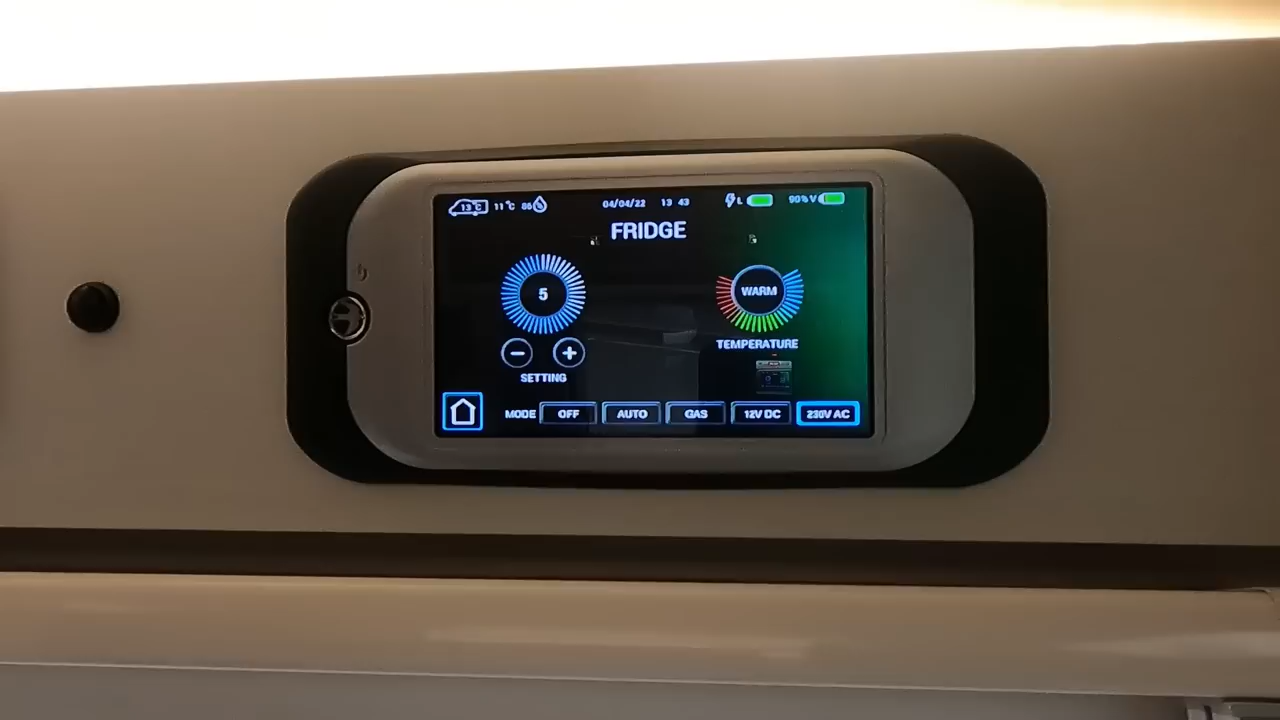 13°C 11°C 86 04/04/22 13 43 L 90% V
FRIDGE
5 WARM
TEMPERATURE
SETTING
MODE OFF AUTO GAS 12V DC 230V AC